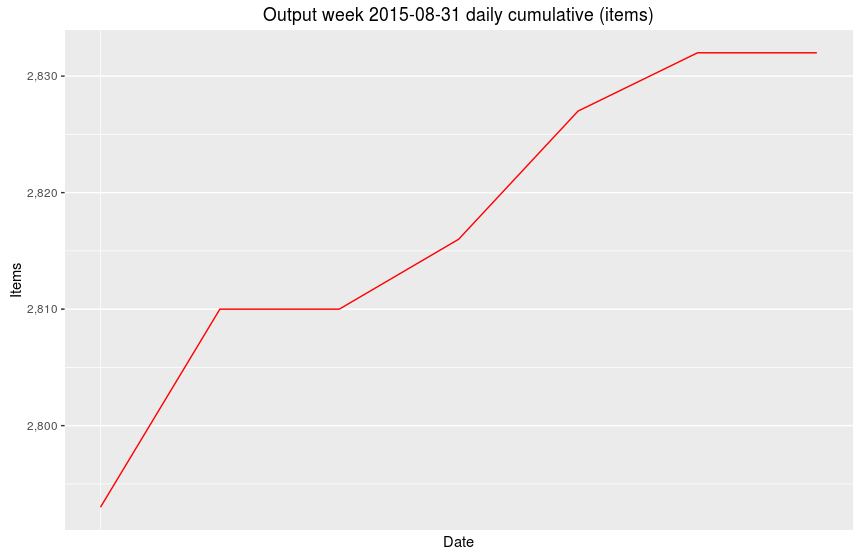 Output week 2015-08-31 daily cumulative (items)
2,830
2,820
2,810
2,800
Items
Date